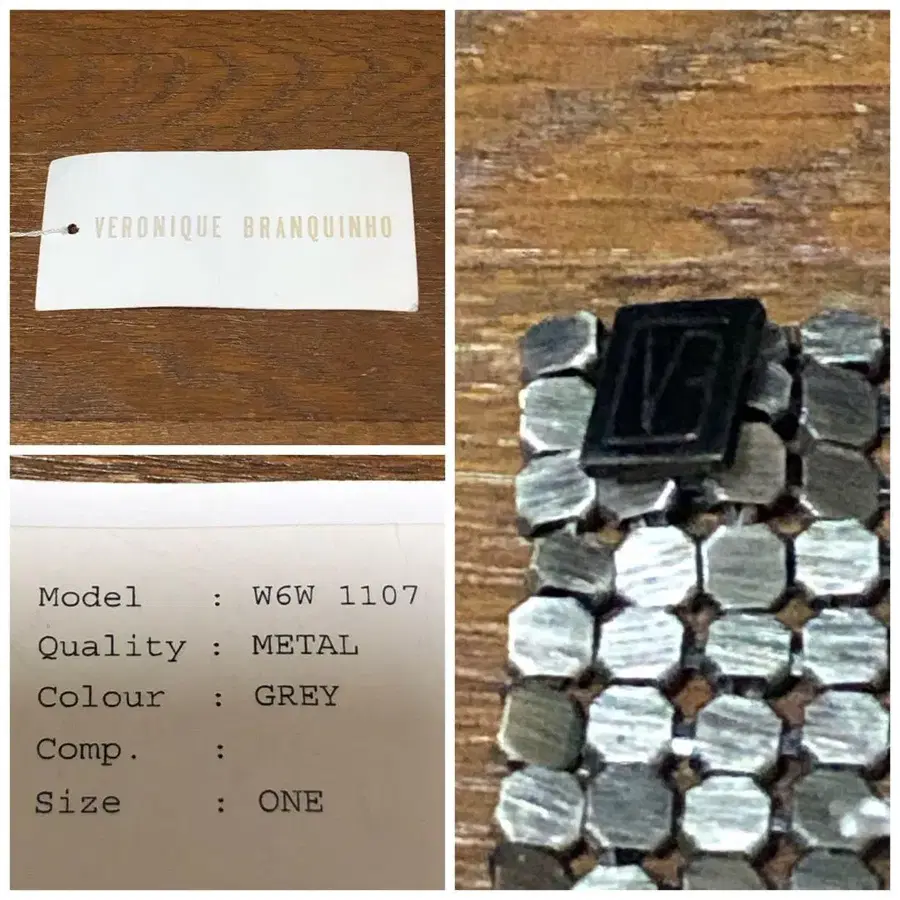 VERONIQUE BRANQUINHO
VB
Model : W6W 1107
Quality : METAL
Colour : GREY
Comp. :
Size : ONE